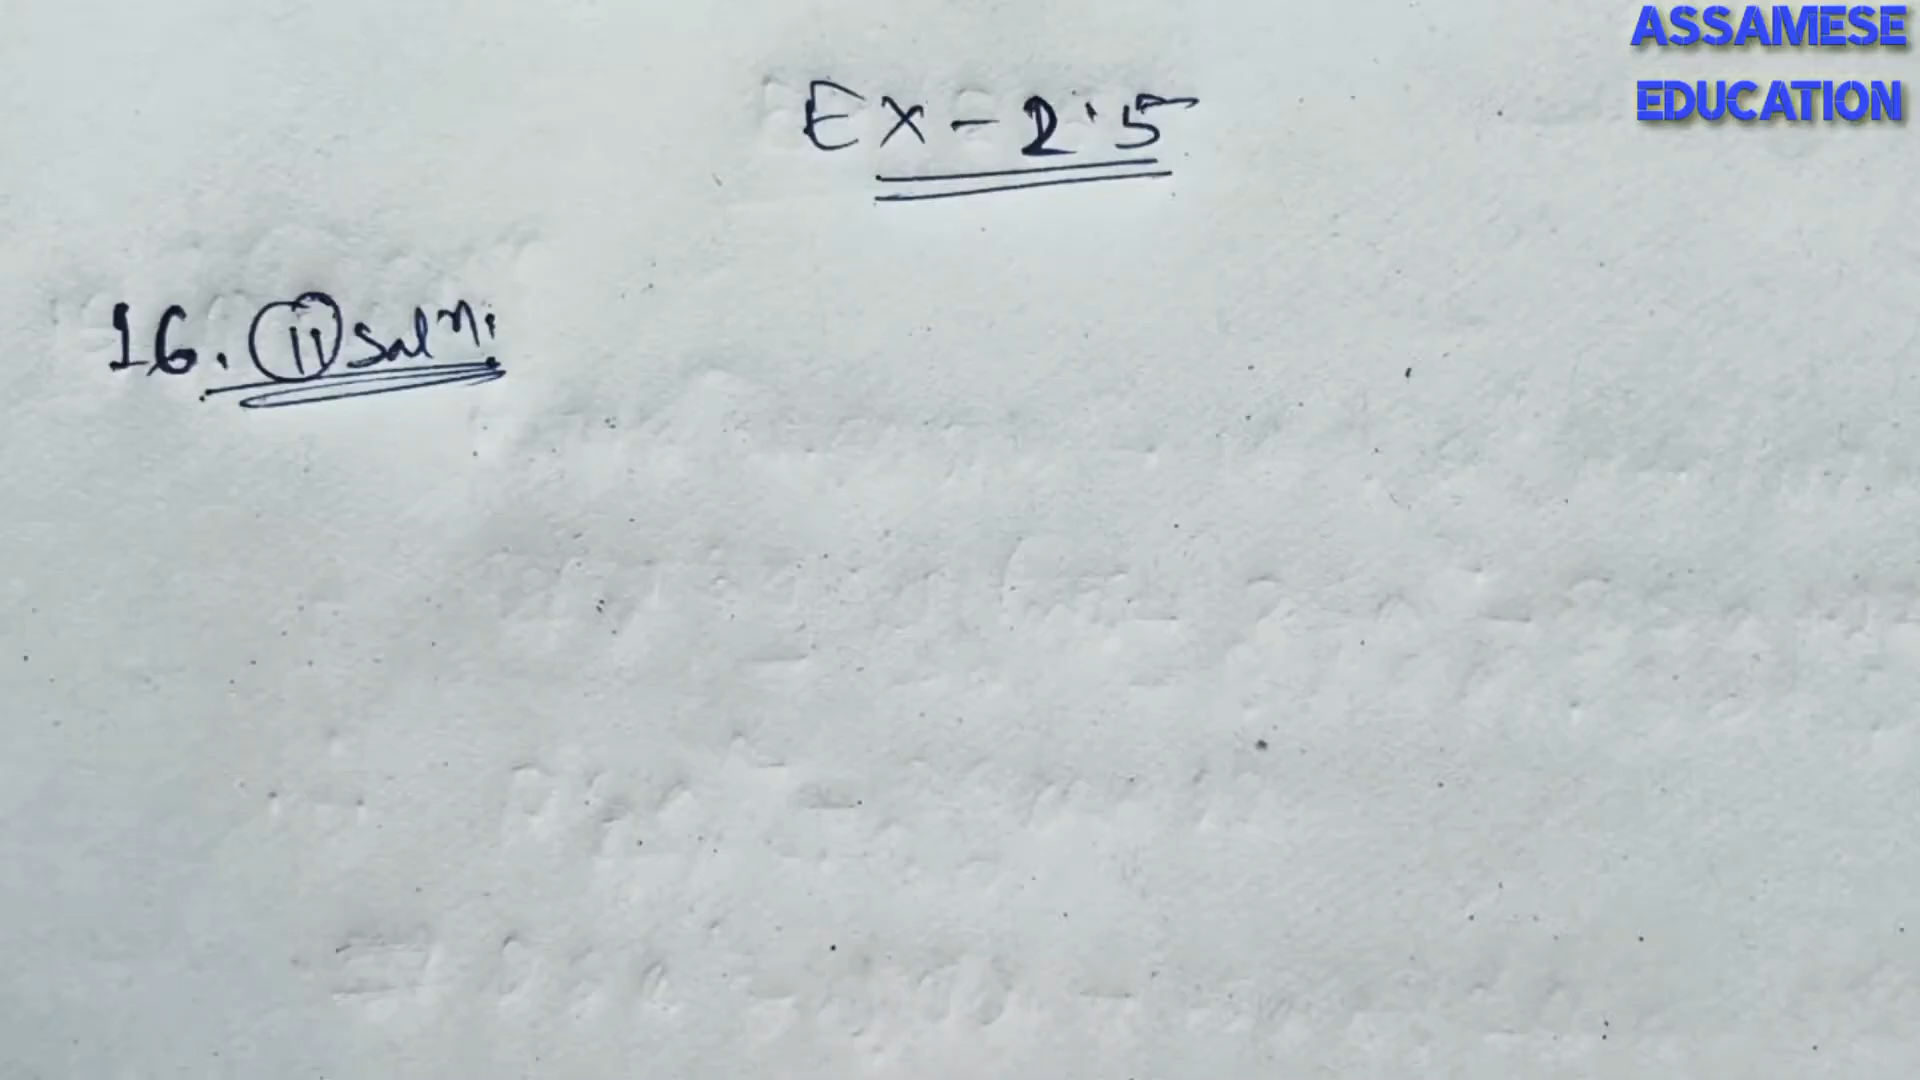 ASSAMESE
EDUCATION
Ex - 2.5
16. (ii) Solⁿ: